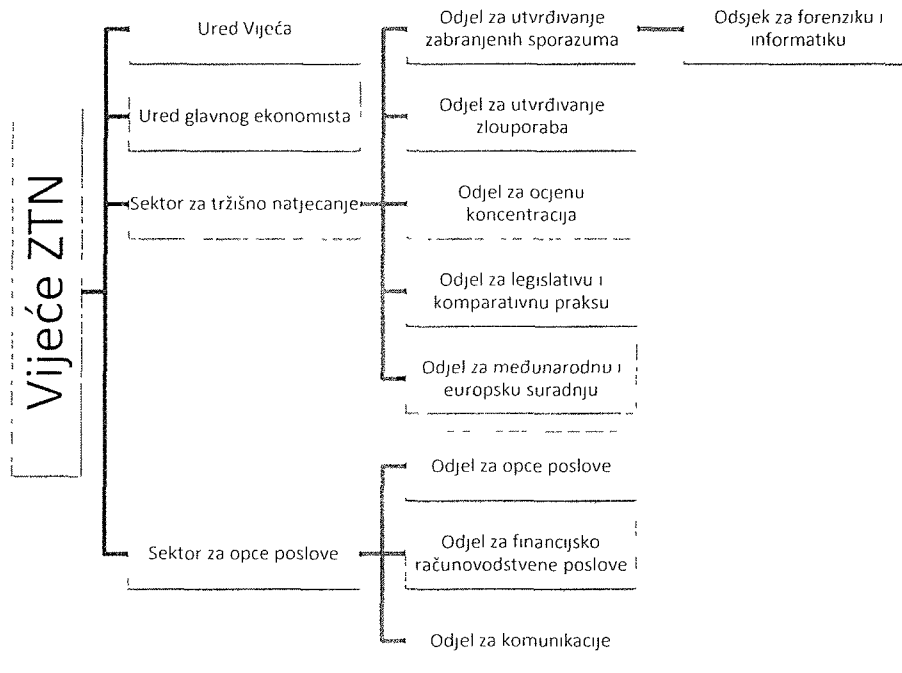 Vijeće ZTN
Ured Vijeća
Ured glavnog ekonomista
Sektor za tržišno natjecanje
Odjel za utvrđivanje
zabranjenih sporazuma
Odsjek za forenziku i
informatiku
Odjel za utvrđivanje
zlouporaba
Odjel za ocjenu
koncentracija
Odjel za legislativu i
komparativnu praksu
Odjel za međunarodnu i
europsku suradnju
Sektor za opce poslove
Odjel za opce poslove
Odjel za financijsko
računovodstvene poslove
Odjel za komunikacije